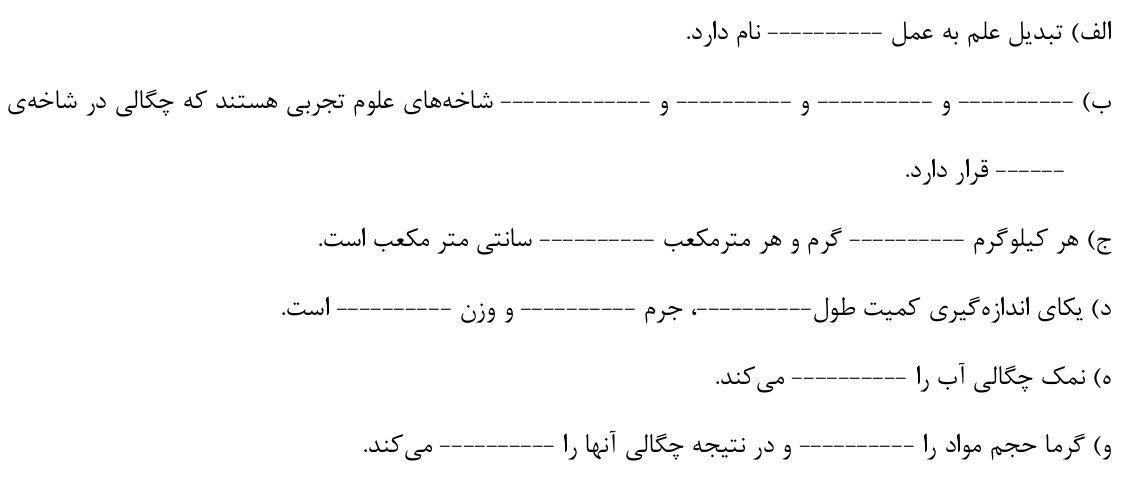 الف) تبدیل علم به عمل ---------- نام دارد.
ب) ---------- و ---------- و ---------- و ------------- شاخه‌های علوم تجربی هستند که چگالی در شاخه‌ی
------ قرار دارد.
ج) هر کیلوگرم ---------- گرم و هر مترمکعب ---------- سانتی متر مکعب است.
د) یکای اندازه‌گیری کمیت طول----------، جرم ---------- و وزن ---------- است.
ه) نمک چگالی آب را ---------- می‌کند.
و) گرما حجم مواد را ---------- و در نتیجه چگالی آنها را ---------- می‌کند.